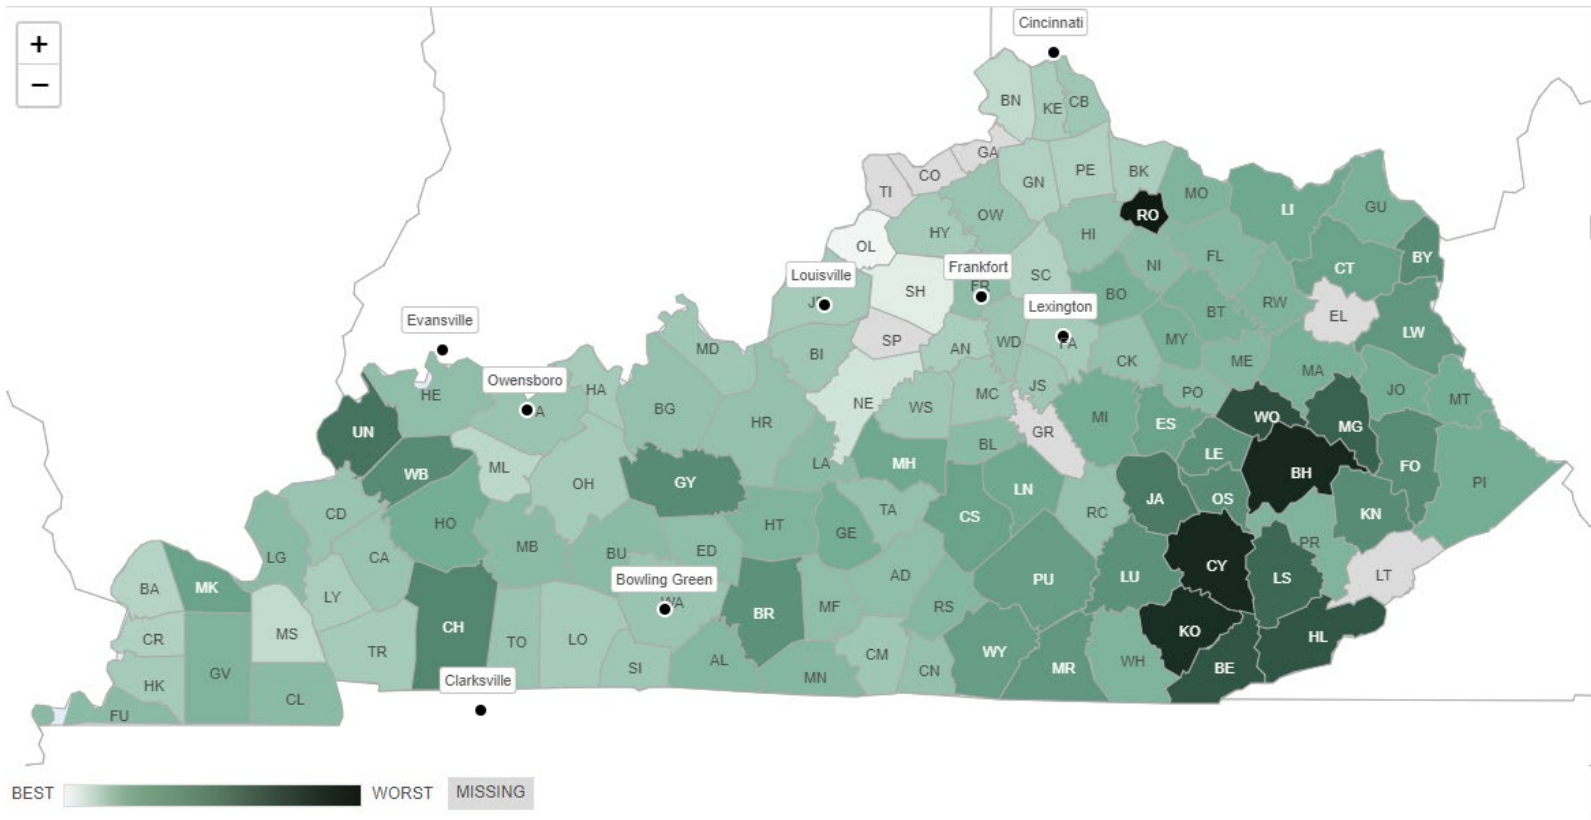 +
−
Cincinnati
BN
KE
CB
GA
CO
TI
GN
PE
BK
MO
LI
GU
OW
RO
HY
HI
OL
NI
FL
CT
BY
Louisville
Frankfort
SC
SH
FR
BO
RW
EL
Lexington
BT
LW
SP
AN
WD
FA
MY
Evansville
MD
BI
CK
ME
MA
JO
MT
Owensboro
HE
HA
BG
HR
NE
WS
MC
JS
PO
UN
GR
MI
ES
WO
MG
BL
LE
WB
ML
OH
GY
LA
MH
LN
BH
FO
PI
CD
HO
HT
GE
TA
CS
RC
JA
OS
KN
LG
CA
MB
BU
ED
PR
BA
MK
LY
Bowling Green
WA
AD
PU
LU
CY
LS
LT
CR
MS
CH
TO
LO
BR
MF
RS
KO
HL
HK
GV
TR
SI
AL
CM
CN
WY
MR
WH
BE
MN
FU
CL
Clarksville
BEST
WORST
MISSING